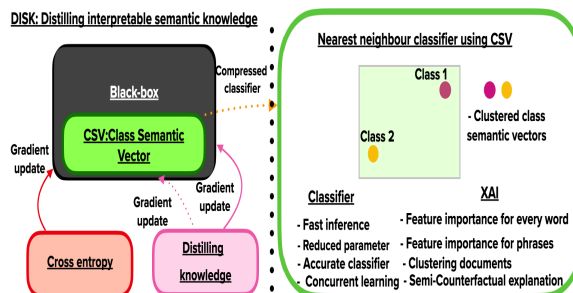 DISK: Distilling interpretable semantic knowledge
Black-box
CSV:Class Semantic
Vector
Compressed
classifier
Gradient
update
Gradient
update
Gradient
update
Cross entropy
Distilling
knowledge
Nearest neighbour classifier using CSV
Class 1
Class 2
- Clustered class
semantic vectors
Classifier
- Fast inference
- Reduced parameter
- Accurate classifier
- Concurrent learning
XAI
- Feature importance for every word
- Feature importance for phrases
- Clustering documents
- Semi-Counterfactual explanation